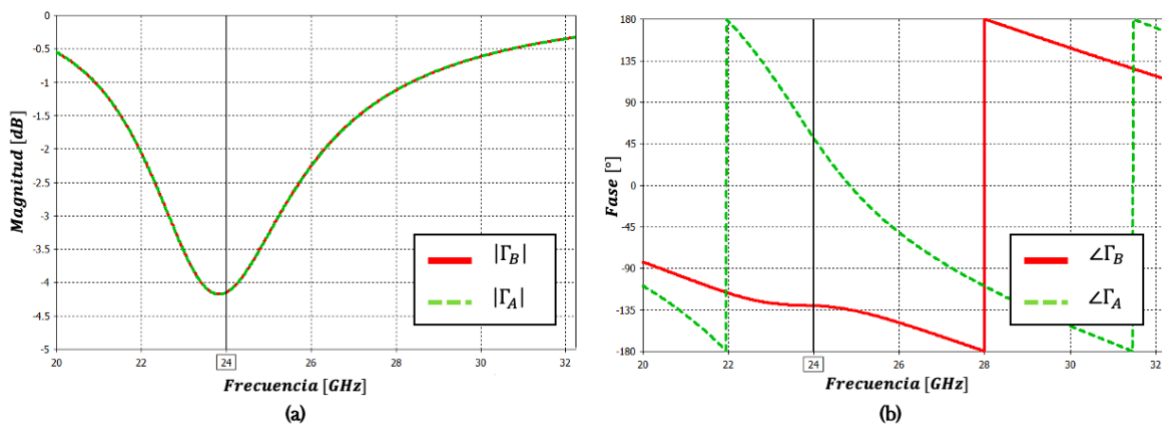 0
-0.5
-1
-1.5
-2
-2.5
-3
-3.5
-4
-4.5
-5
Magnitud [dB]
|Γ_B|
|Γ_A|
20 22 24 26 28 30 32
Frecuencia [GHz]
(a)
180
135
90
45
0
-45
-90
-135
-180
Fase [°]
∠Γ_B
∠Γ_A
20 22 24 26 28 30 32
Frecuencia [GHz]
(b)